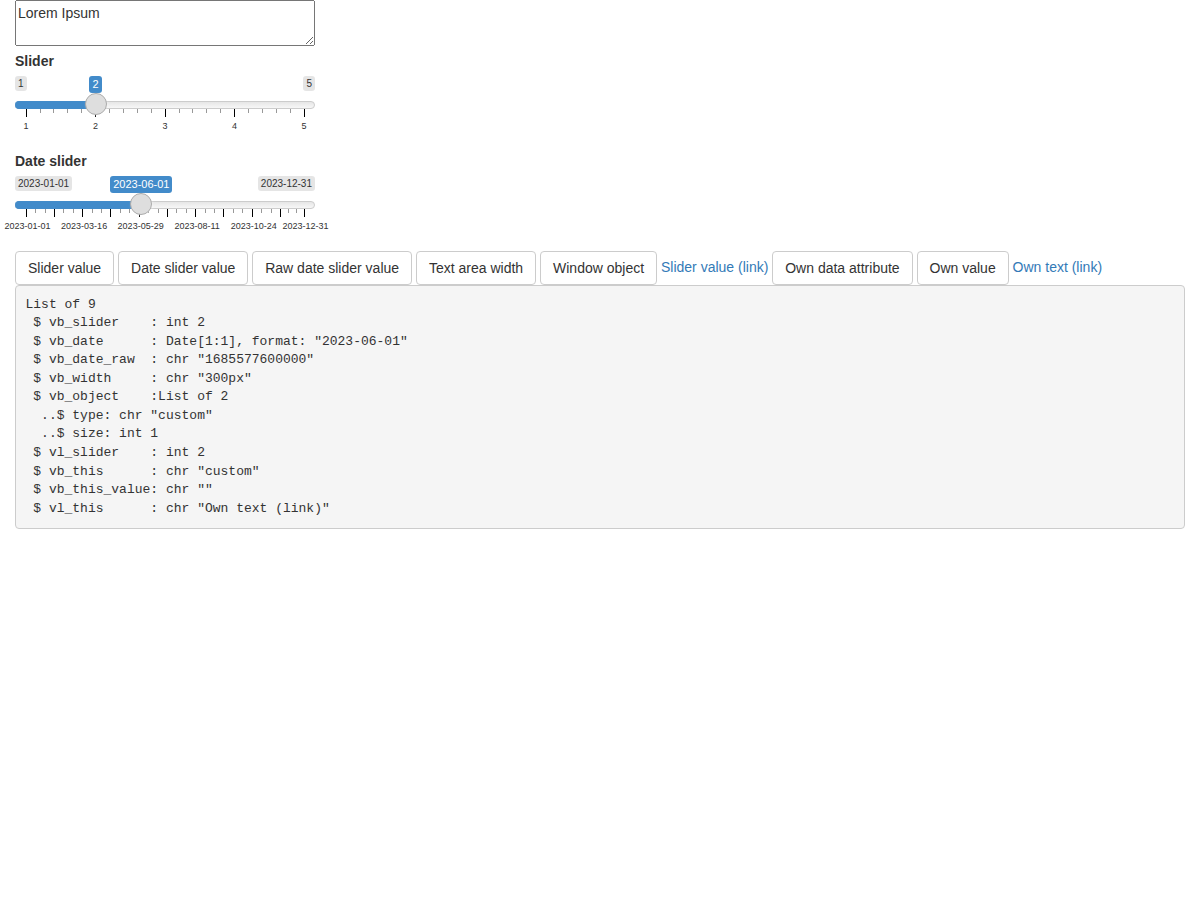 Lorem Ipsum
Slider
1 2 5
1 2 3 4 5
Date slider
2023-01-01 2023-06-01 2023-12-31
2023-01-01 2023-03-16 2023-05-29 2023-08-11 2023-10-24 2023-12-31
Slider value Date slider value Raw date slider value Text area width Window object Slider value (link) Own data attribute Own value Own text (link)
List of 9
 $ vb_slider    : int 2
 $ vb_date      : Date[1:1], format: "2023-06-01"
 $ vb_date_raw  : chr "1685577600000"
 $ vb_width     : chr "300px"
 $ vb_object    :List of 2
  ..$ type: chr "custom"
  ..$ size: int 1
 $ vl_slider    : int 2
 $ vb_this      : chr "custom"
 $ vb_this_value: chr ""
 $ vl_this      : chr "Own text (link)"